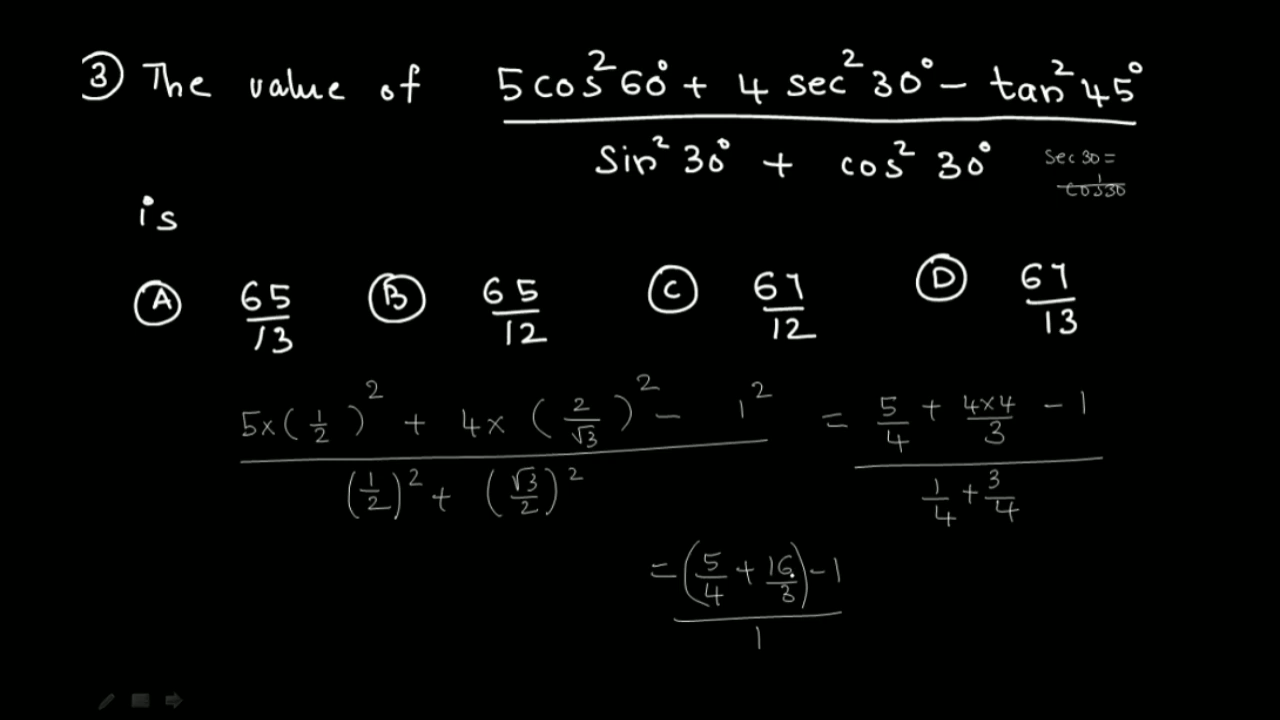 ③ The value of (5cos²60° + 4 sec²30° − tan²45°)/(sin²30° + cos²30°)
sec30 = 1/cos30
is
Ⓐ 65/13 Ⓑ 65/12 Ⓒ 67/12 Ⓓ 67/13
(5×(1/2)² + 4×(2/√3)² − 1²)/((1/2)² + (√3/2)²) = (5/4 + 4×4/3 − 1)/(1/4 + 3/4)
= ((5/4 + 16/3) − 1)/1